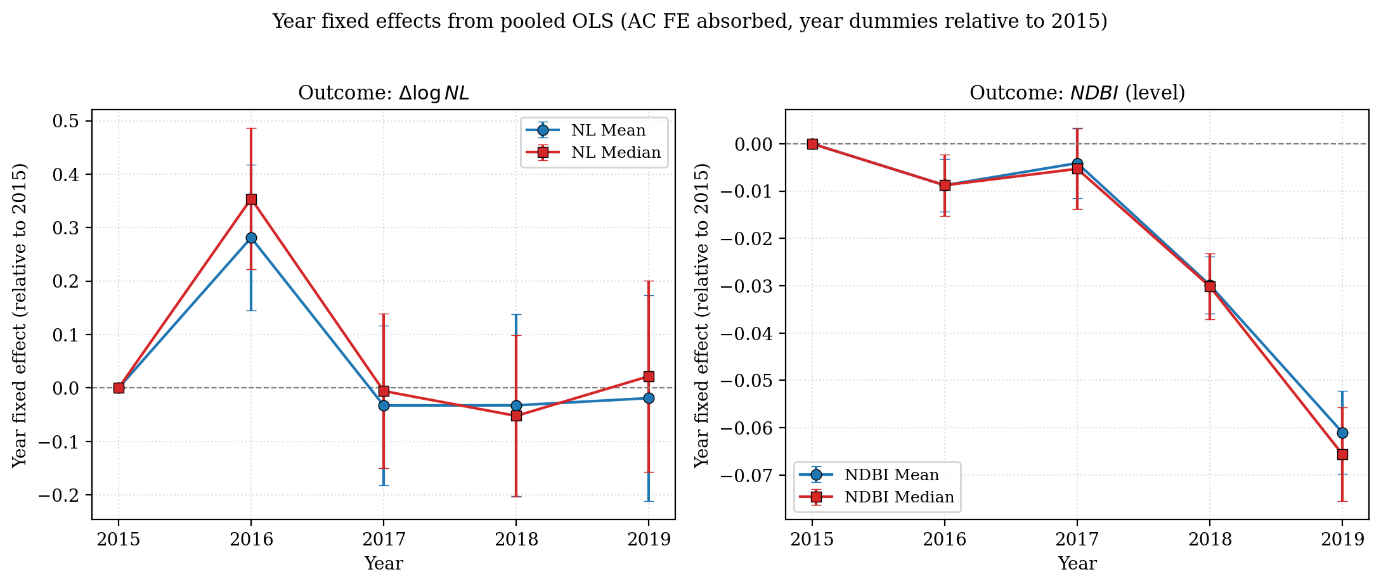 Year fixed effects from pooled OLS (AC FE absorbed, year dummies relative to 2015)
Outcome: Δ log NL
Year fixed effect (relative to 2015)
0.5
0.4
0.3
0.2
0.1
0.0
−0.1
−0.2
NL Mean
NL Median
2015 2016 2017 2018 2019
Year
Outcome: NDBI (level)
Year fixed effect (relative to 2015)
0.00
−0.01
−0.02
−0.03
−0.04
−0.05
−0.06
−0.07
NDBI Mean
NDBI Median
2015 2016 2017 2018 2019
Year